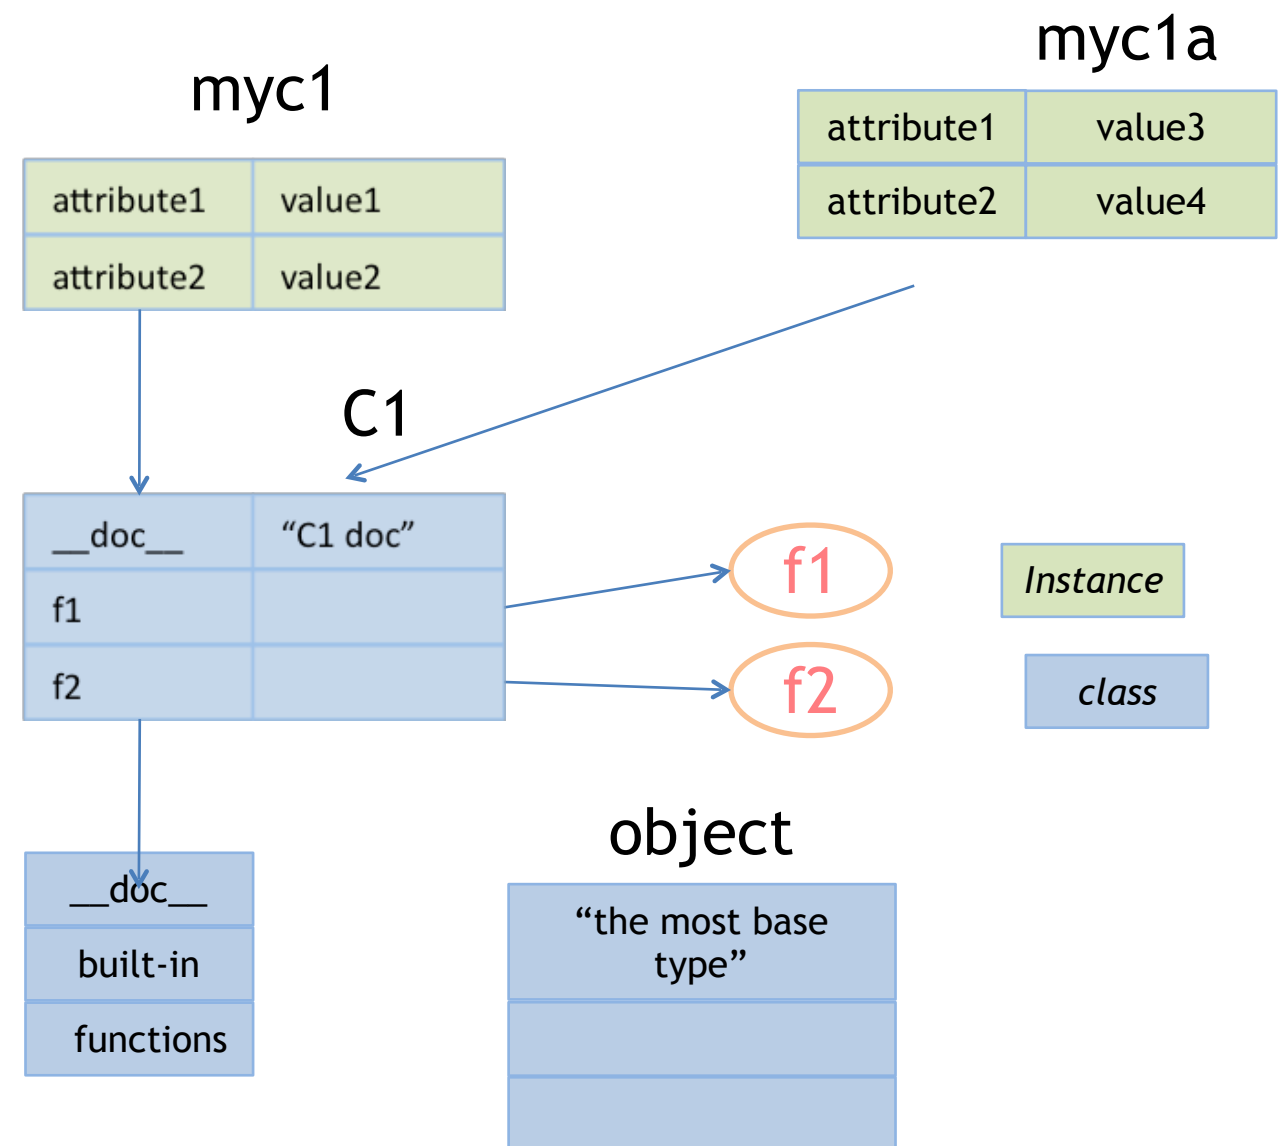 myc1a
myc1
attribute1 value3
attribute2 value4
attribute1 value1
attribute2 value2
C1
__doc__ “C1 doc”
f1
f2
f1
f2
Instance
class
object
__doc__
built-in
functions
“the most base
type”